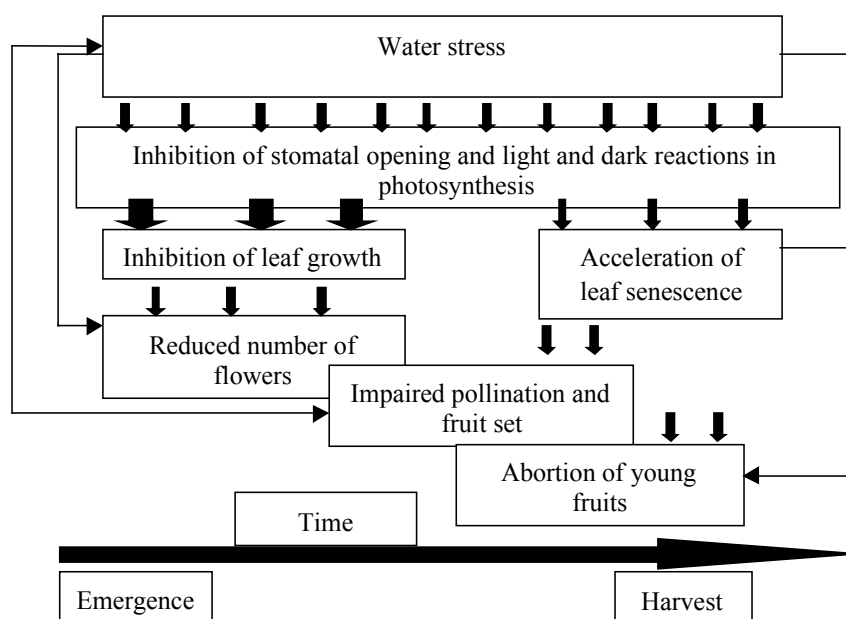 Water stress
Inhibition of stomatal opening and light and dark reactions in
photosynthesis
Inhibition of leaf growth
Acceleration of
leaf senescence
Reduced number of
flowers
Impaired pollination and
fruit set
Abortion of young
fruits
Time
Emergence
Harvest